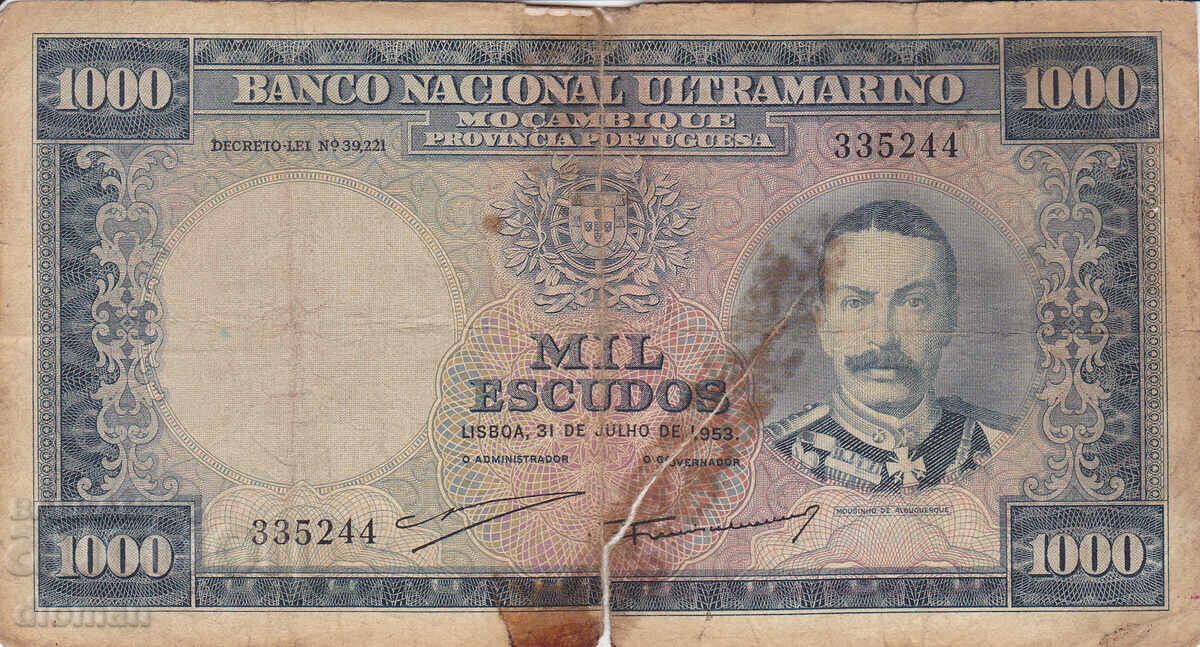 1000 BANCO NACIONAL ULTRAMARINO 1000
MOÇAMBIQUE
PROVINCIA PORTUGUESA
DECRETO-LEI Nº 39,221
335244
MIL
ESCUDOS
LISBOA, 31 DE JULHO DE 1953.
O ADMINISTRADOR O GOVERNADOR
MOUSINHO DE ALBUQUERQUE
335244
1000 1000
dioman